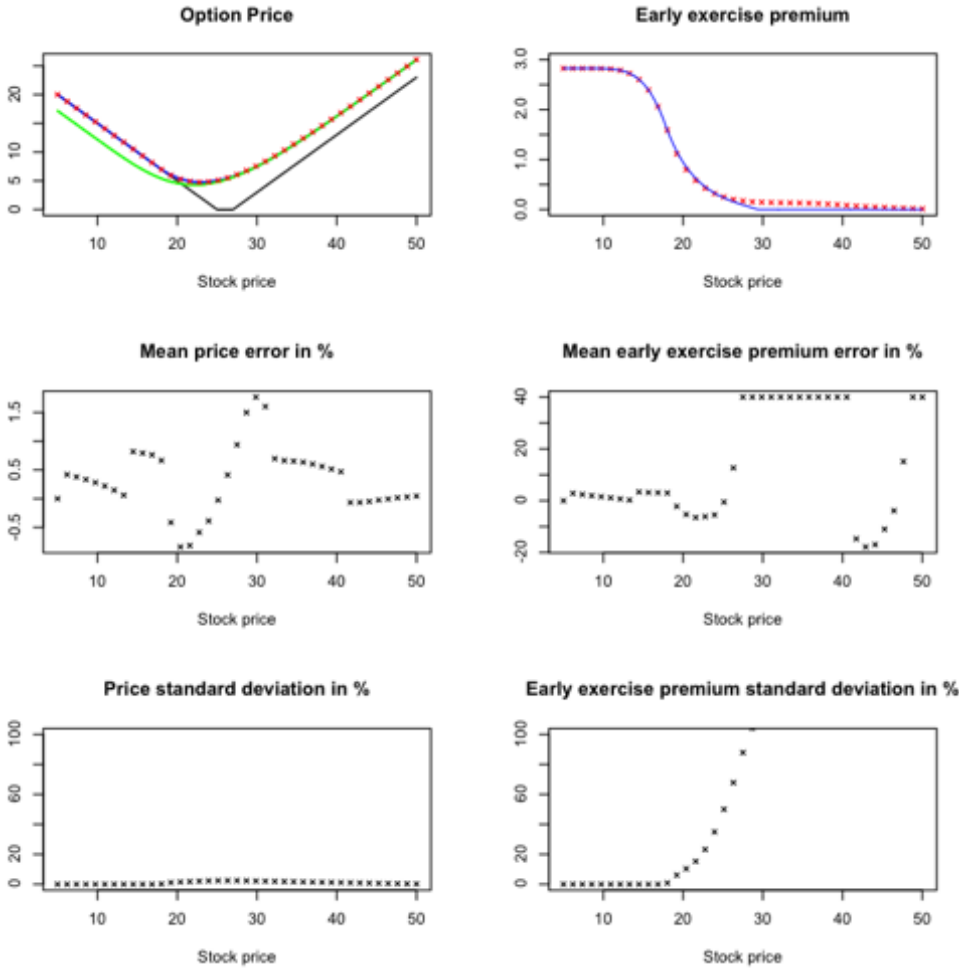 Option Price
0 5 10 20
10 20 30 40 50
Stock price
Early exercise premium
0.0 1.0 2.0 3.0
10 20 30 40 50
Stock price
Mean price error in %
-0.5 0.5 1.5
10 20 30 40 50
Stock price
Mean early exercise premium error in %
-20 0 20 40
10 20 30 40 50
Stock price
Price standard deviation in %
0 20 60 100
10 20 30 40 50
Stock price
Early exercise premium standard deviation in %
0 20 60 100
10 20 30 40 50
Stock price